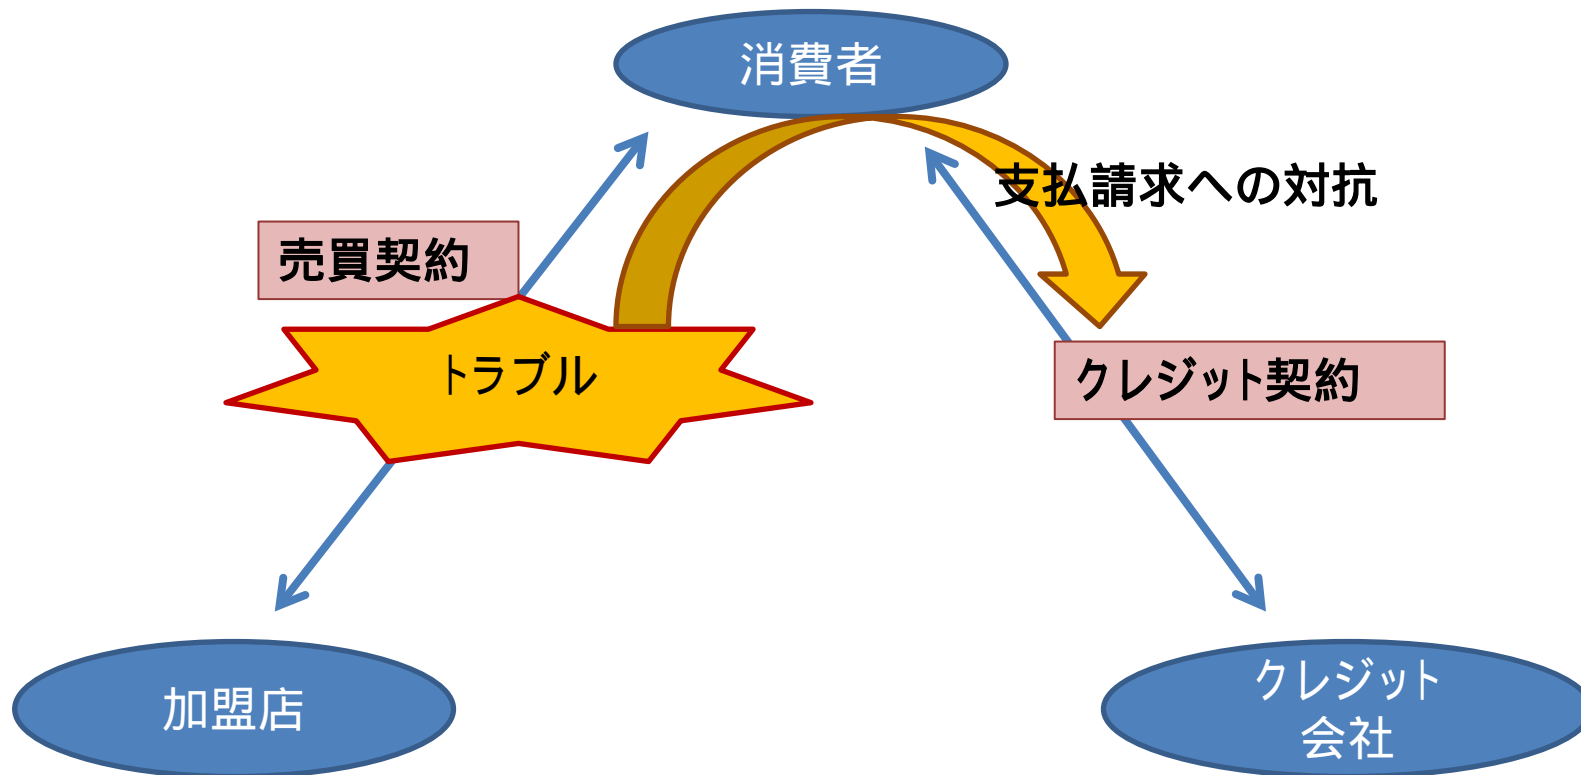 消費者
支払請求への対抗
売買契約
トラブル
クレジット契約
加盟店
クレジット
会社